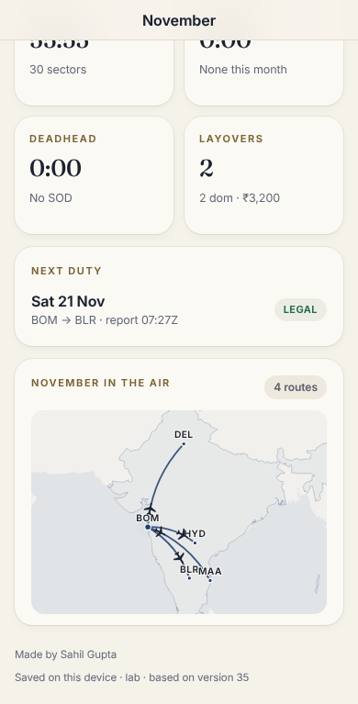 November
30 sectors
None this month
DEADHEAD
0:00
No SOD
LAYOVERS
2
2 dom · ₹3,200
NEXT DUTY
Sat 21 Nov
BOM → BLR · report 07:27Z
LEGAL
NOVEMBER IN THE AIR
4 routes
DEL
BOM
HYD
BLR
MAA
Made by Sahil Gupta
Saved on this device · lab · based on version 35